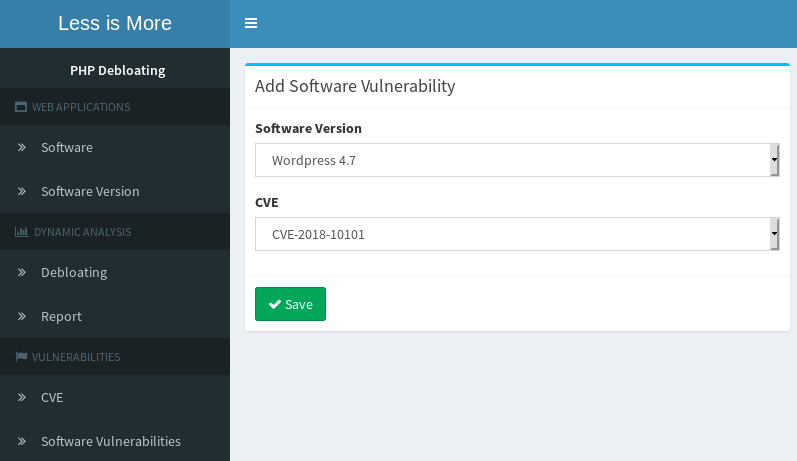 Less is More
PHP Debloating
WEB APPLICATIONS
Software
Software Version
DYNAMIC ANALYSIS
Debloating
Report
VULNERABILITIES
CVE
Software Vulnerabilities
Add Software Vulnerability
Software Version
Wordpress 4.7
CVE
CVE-2018-10101
Save